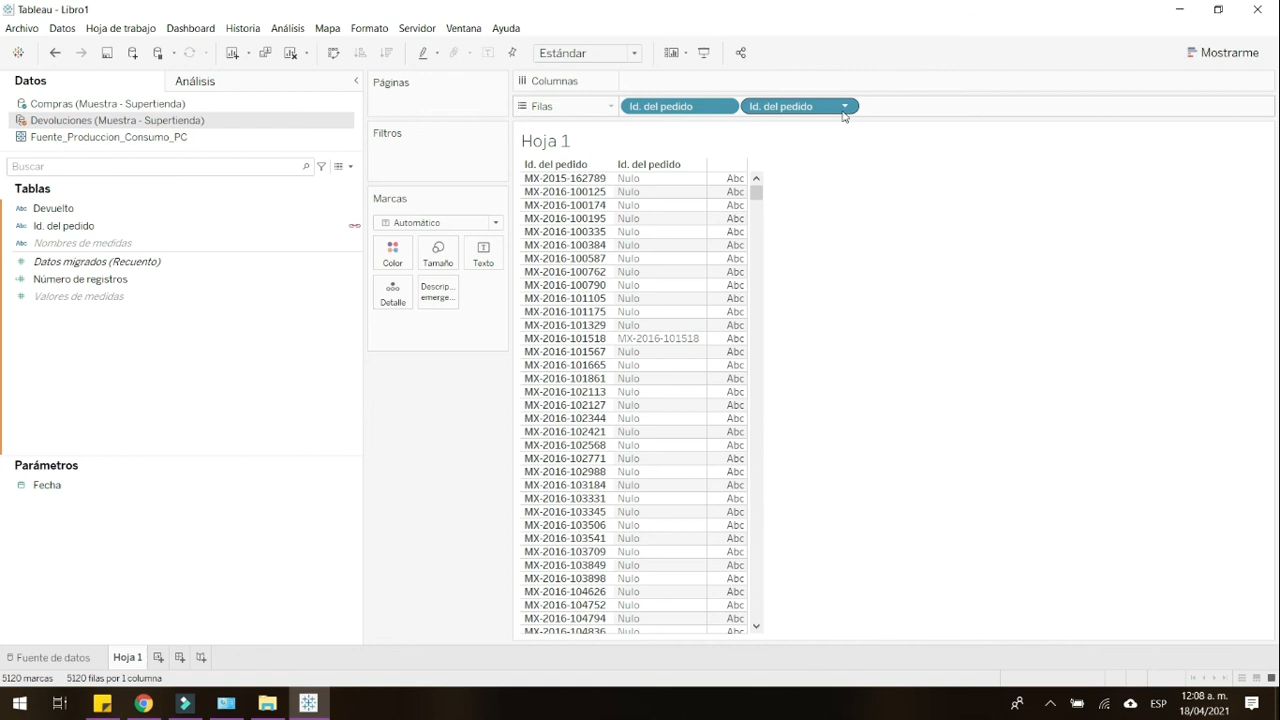 Tableau - Libro1
Archivo Datos Hoja de trabajo Dashboard Historia Análisis Mapa Formato Servidor Ventana Ayuda
Estándar
Mostrarme
Datos Análisis
Compras (Muestra - Supertienda)
Devoluciones (Muestra - Supertienda)
Fuente_Produccion_Consumo_PC
Buscar
Tablas
Abc Devuelto
Abc Id. del pedido
Abc Nombres de medidas
# Datos migrados (Recuento)
# Número de registros
# Valores de medidas
Parámetros
Fecha
Páginas
Filtros
Marcas
Automático
Color Tamaño Texto
Detalle Descrip... emerge...
Columnas
Filas Id. del pedido Id. del pedido
Hoja 1
Id. del pedido Id. del pedido
MX-2015-162789 Nulo Abc
MX-2016-100125 Nulo Abc
MX-2016-100174 Nulo Abc
MX-2016-100195 Nulo Abc
MX-2016-100335 Nulo Abc
MX-2016-100384 Nulo Abc
MX-2016-100587 Nulo Abc
MX-2016-100762 Nulo Abc
MX-2016-100790 Nulo Abc
MX-2016-101105 Nulo Abc
MX-2016-101175 Nulo Abc
MX-2016-101329 Nulo Abc
MX-2016-101518 MX-2016-101518 Abc
MX-2016-101567 Nulo Abc
MX-2016-101665 Nulo Abc
MX-2016-101861 Nulo Abc
MX-2016-102113 Nulo Abc
MX-2016-102127 Nulo Abc
MX-2016-102344 Nulo Abc
MX-2016-102421 Nulo Abc
MX-2016-102568 Nulo Abc
MX-2016-102771 Nulo Abc
MX-2016-102988 Nulo Abc
MX-2016-103184 Nulo Abc
MX-2016-103331 Nulo Abc
MX-2016-103345 Nulo Abc
MX-2016-103506 Nulo Abc
MX-2016-103541 Nulo Abc
MX-2016-103709 Nulo Abc
MX-2016-103849 Nulo Abc
MX-2016-103898 Nulo Abc
MX-2016-104626 Nulo Abc
MX-2016-104752 Nulo Abc
MX-2016-104794 Nulo Abc
MX-2016-104836 Nulo Abc
Fuente de datos Hoja 1
5120 marcas 5120 filas por 1 columna
ESP
12:08 a. m.
18/04/2021